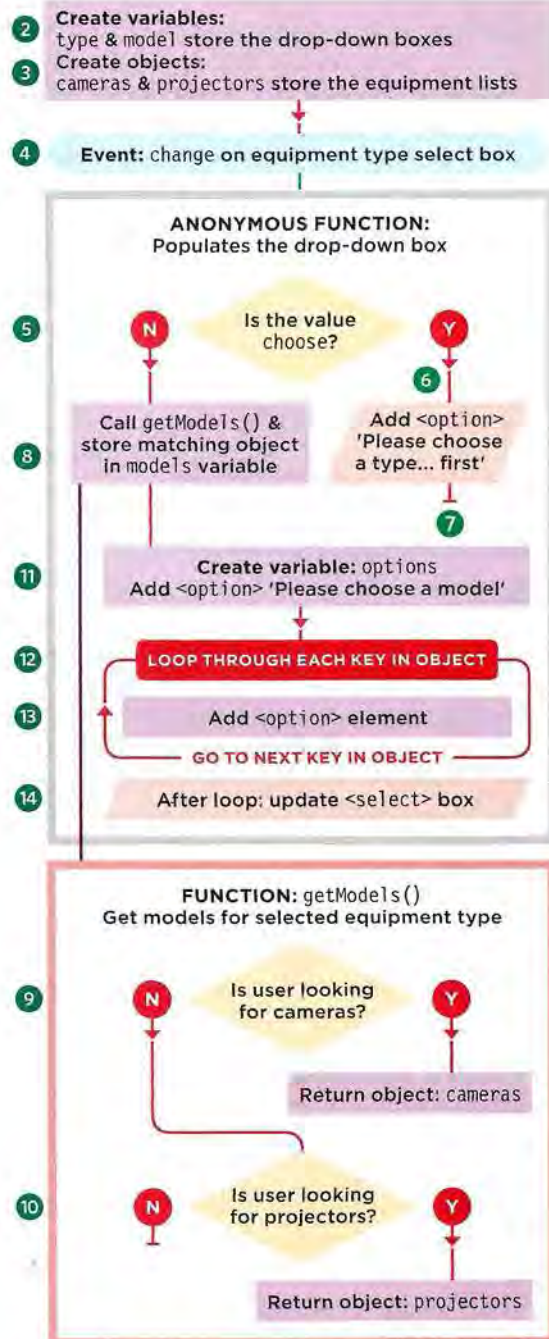 2 Create variables:
type & model store the drop-down boxes
3 Create objects:
cameras & projectors store the equipment lists
4 Event: change on equipment type select box
ANONYMOUS FUNCTION:
Populates the drop-down box
5 N Is the value Y
choose?
6
8 Call getModels() &
store matching object
in models variable
Add <option>
'Please choose
a type... first'
7
11 Create variable: options
Add <option> 'Please choose a model'
12 LOOP THROUGH EACH KEY IN OBJECT
13 Add <option> element
GO TO NEXT KEY IN OBJECT
14 After loop: update <select> box
FUNCTION: getModels()
Get models for selected equipment type
9 N Is user looking Y
for cameras?
Return object: cameras
10 N Is user looking Y
for projectors?
Return object: projectors